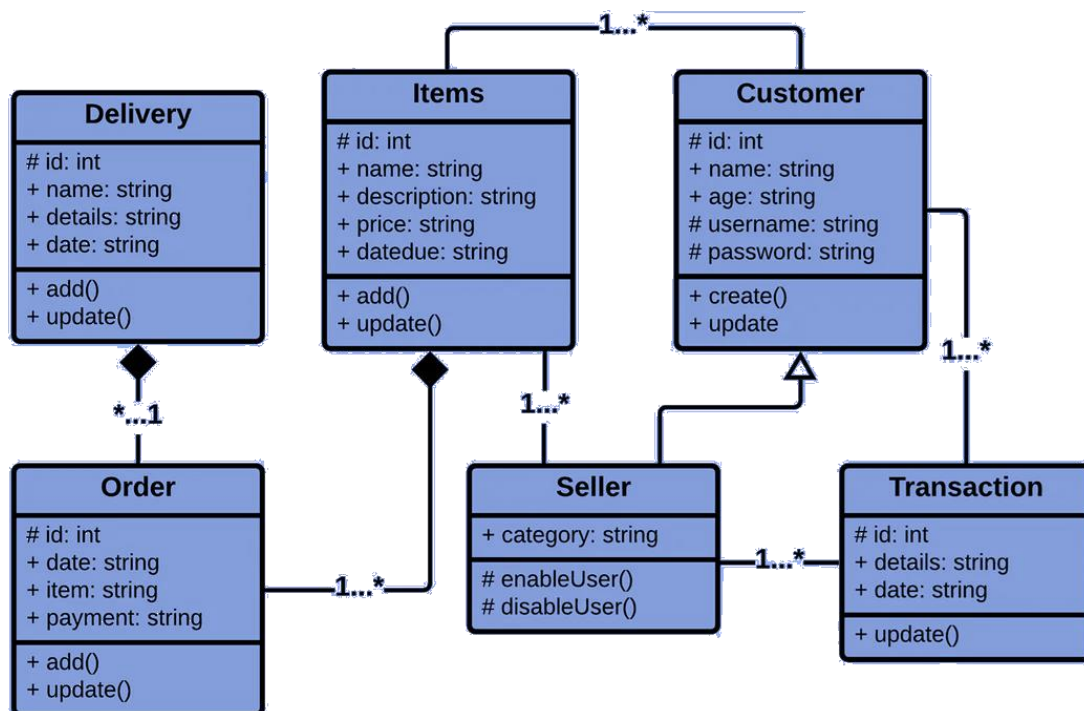 1...*
Delivery
# id: int
+ name: string
+ details: string
+ date: string
+ add()
+ update()
Items
# id: int
+ name: string
+ description: string
+ price: string
+ datedue: string
+ add()
+ update()
Customer
# id: int
+ name: string
+ age: string
# username: string
# password: string
+ create()
+ update
1...*
*...1
1...*
Order
# id: int
+ date: string
+ item: string
+ payment: string
+ add()
+ update()
1...*
Seller
+ category: string
# enableUser()
# disableUser()
1...*
Transaction
# id: int
+ details: string
+ date: string
+ update()